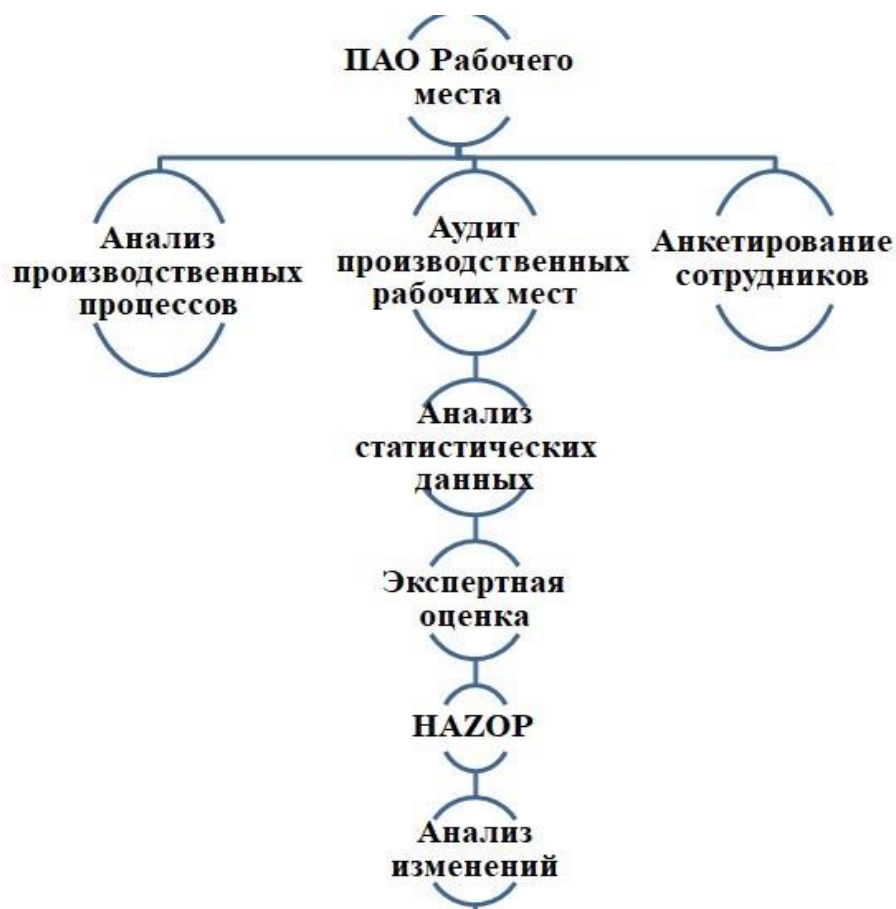 ПАО Рабочего
места
Анализ
производственных
процессов
Аудит
производственных
рабочих мест
Анкетирование
сотрудников
Анализ
статистических
данных
Экспертная
оценка
HAZOP
Анализ
изменений